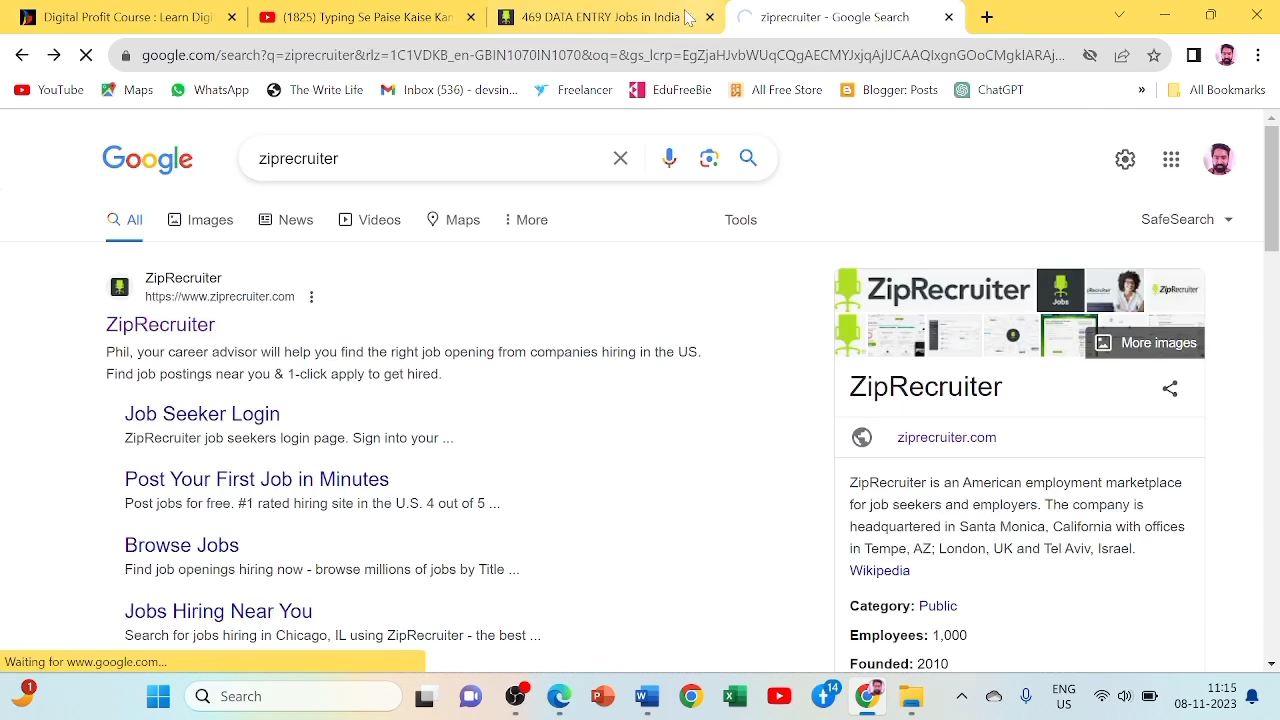 Digital Profit Course : Learn Digi
(1825) Typing Se Paise Kaise Kan
469 DATA ENTRY Jobs in India
ziprecruiter - Google Search
google.com/search?q=ziprecruiter&rlz=1C1VDKB_en-GBIN1070IN1070&oq=&gs_lcrp=EgZjaHJvbWUqCQgAECMYJxjqAjIJCAAQIxgnGOoCMgkIARAj...
YouTube Maps WhatsApp The Write Life Inbox (536) - devsin... Freelancer EduFreeBie All Free Store Blogger: Posts ChatGPT » All Bookmarks
Google
ziprecruiter
All Images News Videos Maps More Tools SafeSearch
ZipRecruiter
https://www.ziprecruiter.com
ZipRecruiter
Phil, your career advisor will help you find the right job opening from companies hiring in the US.
Find job postings near you & 1-click apply to get hired.
Job Seeker Login
ZipRecruiter job seekers login page. Sign into your ...
Post Your First Job in Minutes
Post jobs for free. #1 rated hiring site in the U.S. 4 out of 5 ...
Browse Jobs
Find job openings hiring now - browse millions of jobs by Title ...
Jobs Hiring Near You
Search for jobs hiring in Chicago, IL using ZipRecruiter - the best ...
ZipRecruiter
Jobs
ZipRecruiter
More images
ZipRecruiter
ziprecruiter.com
ZipRecruiter is an American employment marketplace
for job seekers and employers. The company is
headquartered in Santa Monica, California with offices
in Tempe, AZ; London, UK and Tel Aviv, Israel.
Wikipedia
Category: Public
Employees: 1,000
Founded: 2010
Waiting for www.google.com...
1
Search
14
ENG
US
11:15
08-11-2023